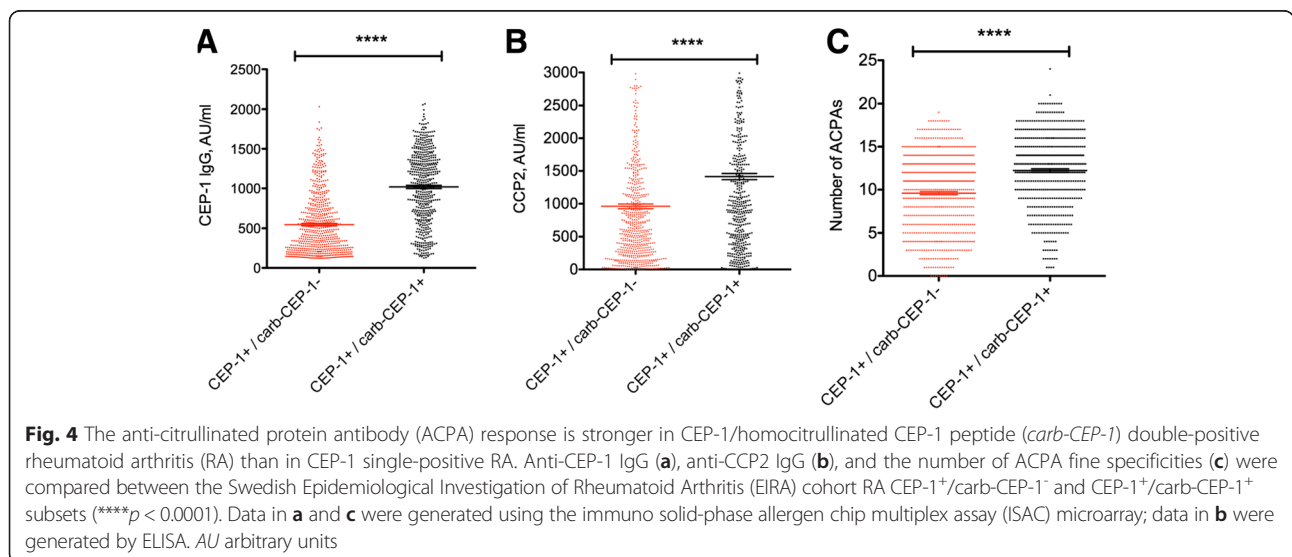 A
B
C
****
****
****
2500
2000
1500
1000
500
0
CEP-1 IgG, AU/ml
3000
2500
2000
1500
1000
500
0
CCP2, AU/ml
25
20
15
10
5
0
Number of ACPAs
CEP-1+ / carb-CEP-1-
CEP-1+ / carb-CEP-1+
CEP-1+ / carb-CEP-1-
CEP-1+ / carb-CEP-1+
CEP-1+ / carb-CEP-1-
CEP-1+ / carb-CEP-1+
Fig. 4 The anti-citrullinated protein antibody (ACPA) response is stronger in CEP-1/homocitrullinated CEP-1 peptide (carb-CEP-1) double-positive
rheumatoid arthritis (RA) than in CEP-1 single-positive RA. Anti-CEP-1 IgG (a), anti-CCP2 IgG (b), and the number of ACPA fine specificities (c) were
compared between the Swedish Epidemiological Investigation of Rheumatoid Arthritis (EIRA) cohort RA CEP-1⁺/carb-CEP-1⁻ and CEP-1⁺/carb-CEP-1⁺
subsets (****p < 0.0001). Data in a and c were generated using the immuno solid-phase allergen chip multiplex assay (ISAC) microarray; data in b were
generated by ELISA. AU arbitrary units